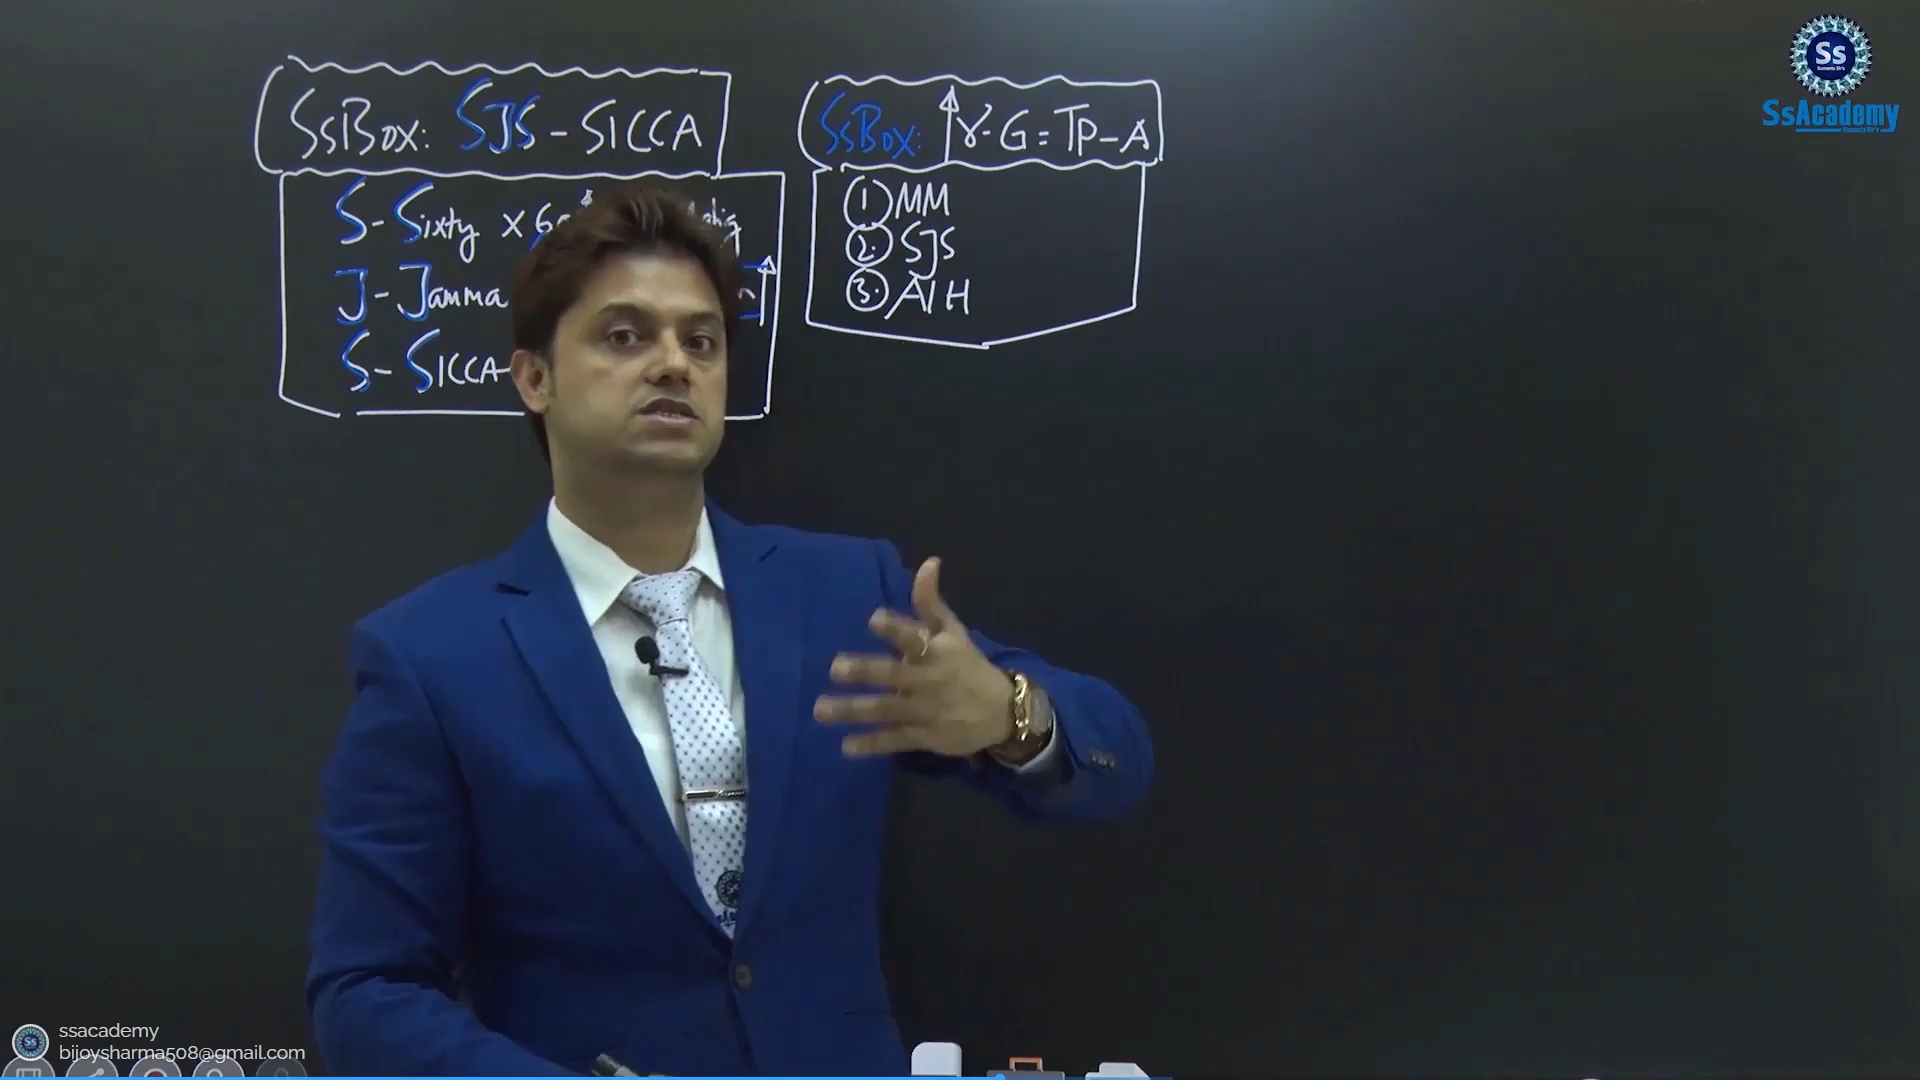 SsBox: SJS - SICCA
S - Sixty x
J - Jamma
S - SICCA -
SsBox: ↑ γ·G = TP - A
① MM
② SJS
③ AIH
Ss
SsAcademy
ssacademy
bijoysharma508@gmail.com